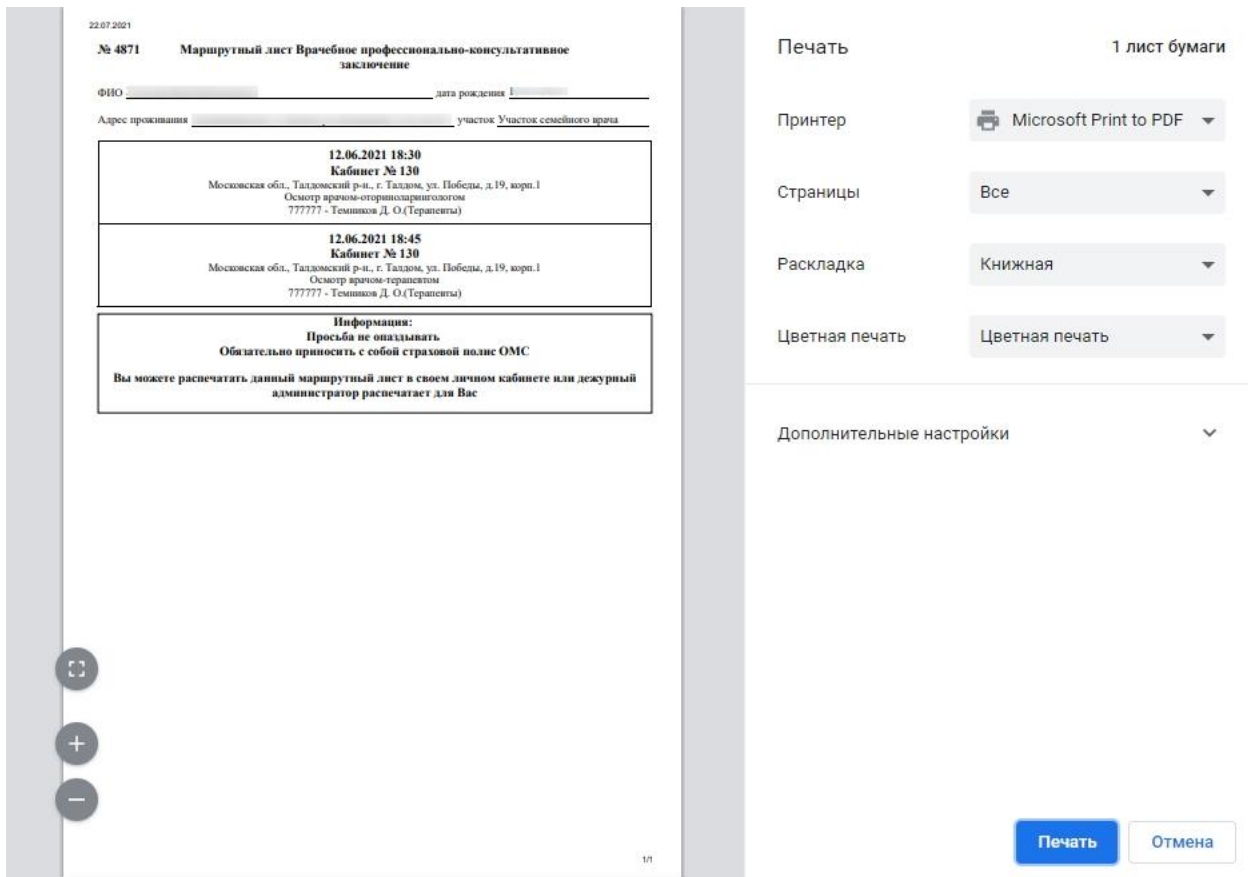 22.07.2021
№ 4871 Маршрутный лист Врачебное профессионально-консультативное
заключение
ФИО дата рождения 1
Адрес проживания участок Участок семейного врача
12.06.2021 18:30
Кабинет № 130
Московская обл., Талдомский р-н., г. Талдом, ул. Победы, д.19, корп.1
Осмотр врачом-оториноларингологом
777777 - Темников Д. О.(Терапевты)
12.06.2021 18:45
Кабинет № 130
Московская обл., Талдомский р-н., г. Талдом, ул. Победы, д.19, корп.1
Осмотр врачом-терапевтом
777777 - Темников Д. О.(Терапевты)
Информация:
Просьба не опаздывать
Обязательно приносить с собой страховой полис ОМС
Вы можете распечатать данный маршрутный лист в своем личном кабинете или дежурный
администратор распечатает для Вас
1/1
Печать 1 лист бумаги
Принтер Microsoft Print to PDF
Страницы Все
Раскладка Книжная
Цветная печать Цветная печать
Дополнительные настройки
Печать Отмена